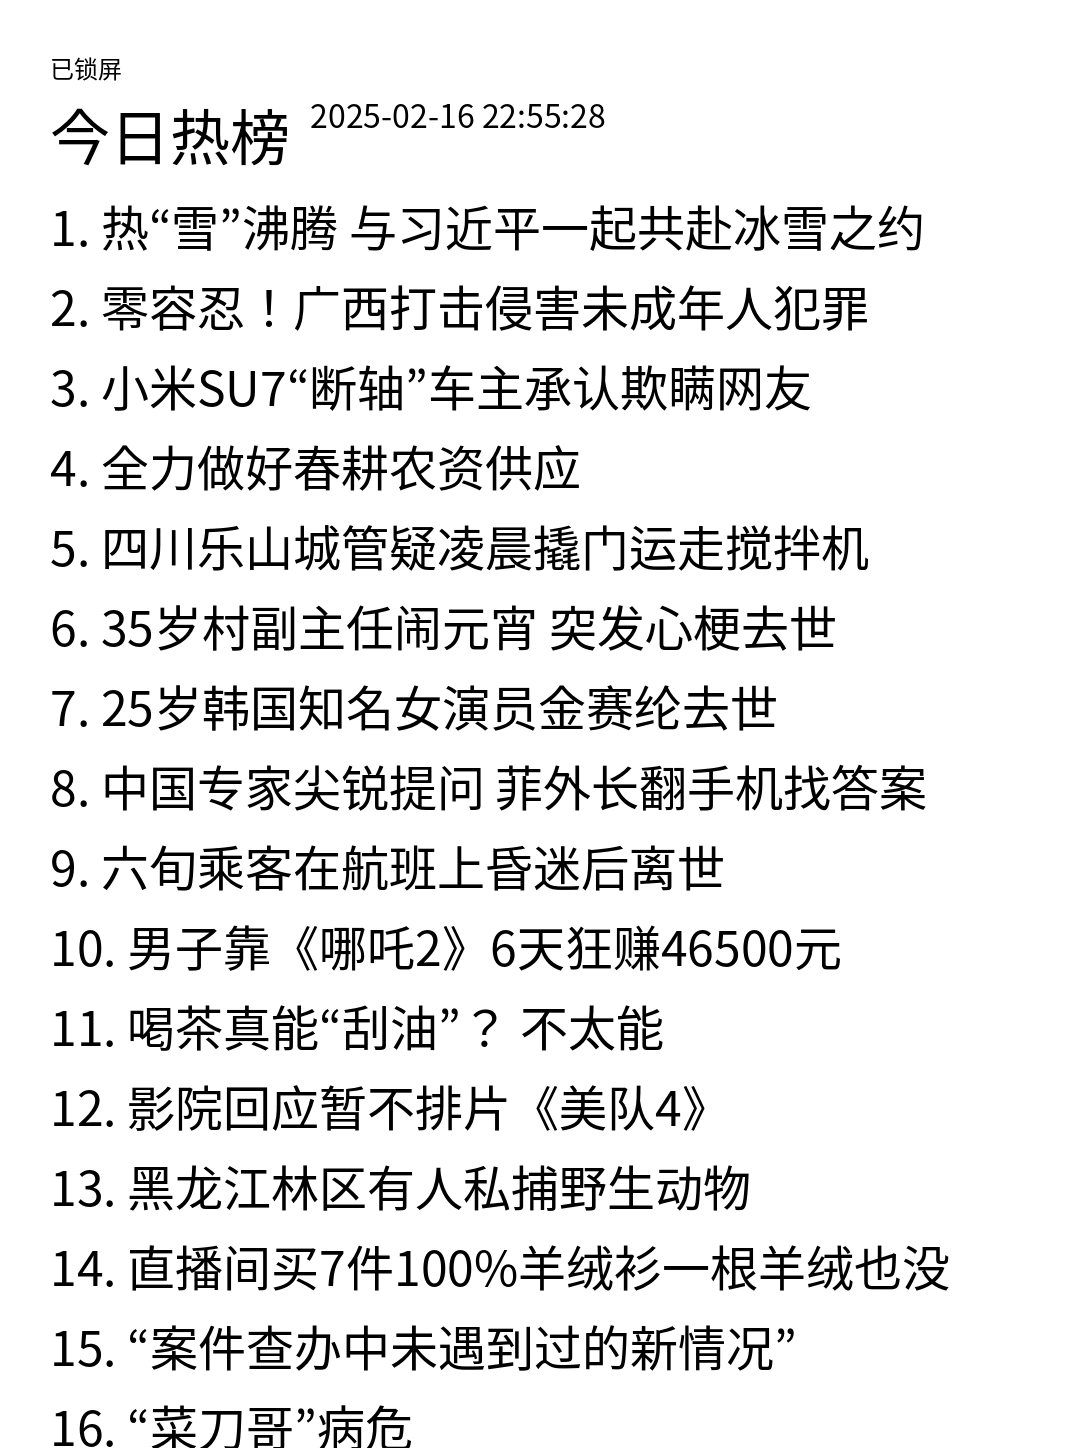 已锁屏
今日热榜 2025-02-16 22:55:28
1. 热“雪”沸腾 与习近平一起共赴冰雪之约
2. 零容忍！广西打击侵害未成年人犯罪
3. 小米SU7“断轴”车主承认欺瞒网友
4. 全力做好春耕农资供应
5. 四川乐山城管疑凌晨撬门运走搅拌机
6. 35岁村副主任闹元宵 突发心梗去世
7. 25岁韩国知名女演员金赛纶去世
8. 中国专家尖锐提问 菲外长翻手机找答案
9. 六旬乘客在航班上昏迷后离世
10. 男子靠《哪吒2》6天狂赚46500元
11. 喝茶真能“刮油”？ 不太能
12. 影院回应暂不排片《美队4》
13. 黑龙江林区有人私捕野生动物
14. 直播间买7件100%羊绒衫一根羊绒也没
15. “案件查办中未遇到过的新情况”
16. “菜刀哥”病危